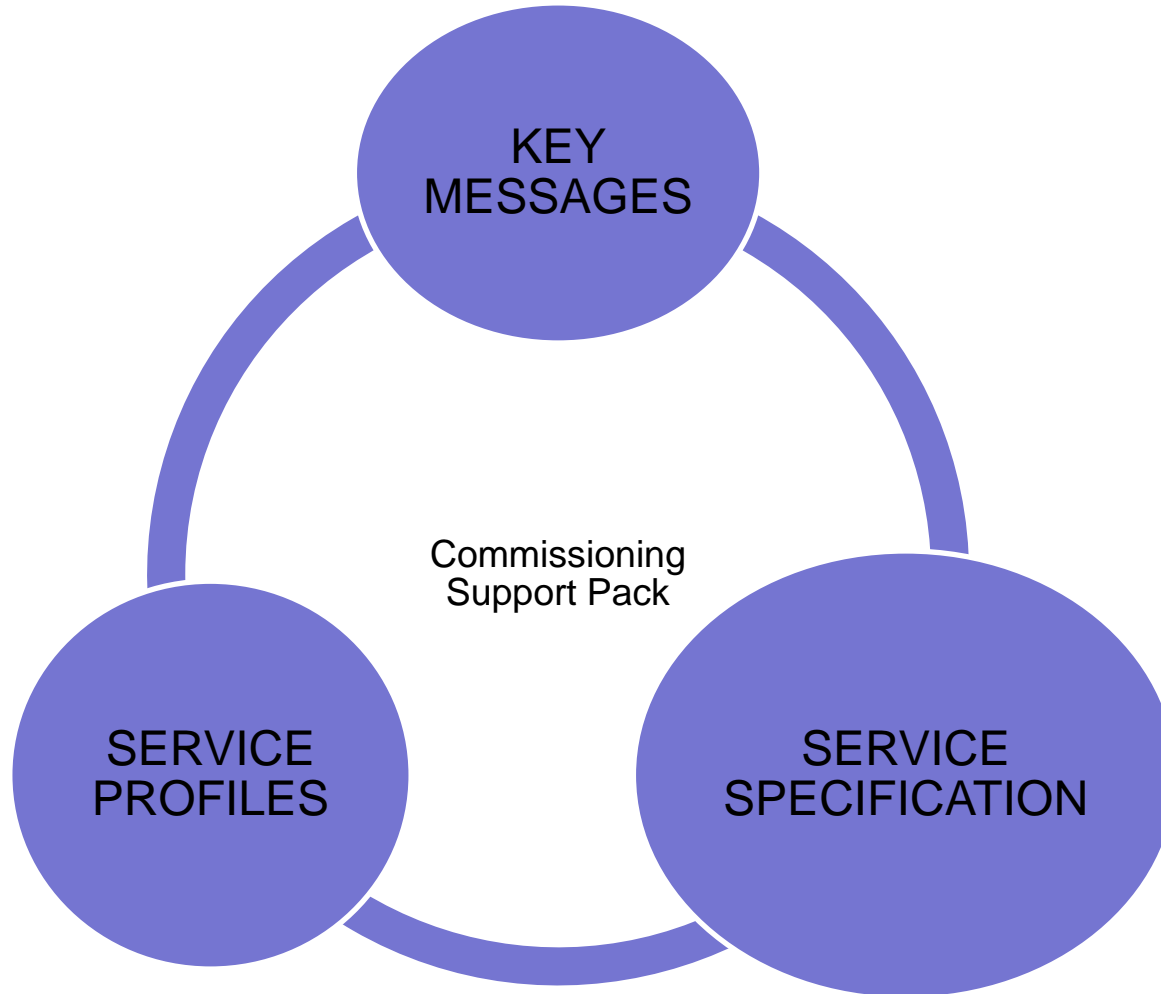 KEY
MESSAGES
Commissioning
Support Pack
SERVICE
PROFILES
SERVICE
SPECIFICATION